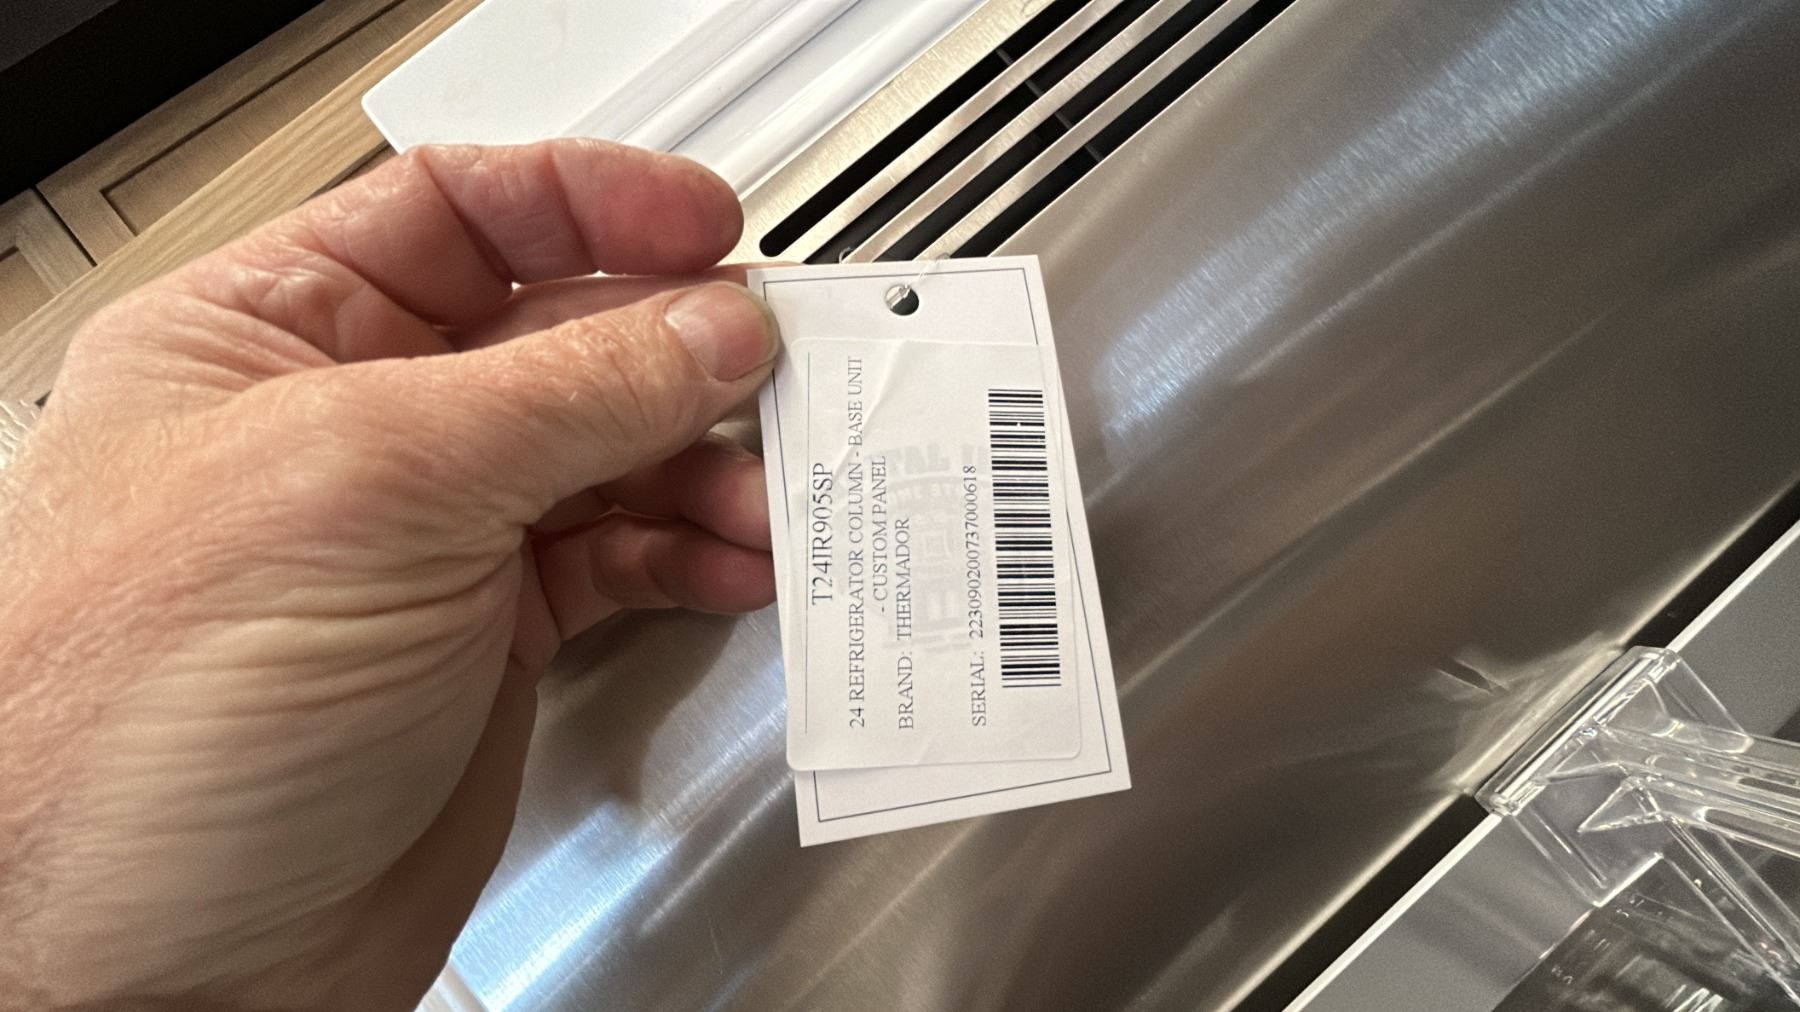 T24IR905SP
24 REFRIGERATOR COLUMN - BASE UNIT
- CUSTOM PANEL
BRAND: THERMADOR
SERIAL: 223090200737000618